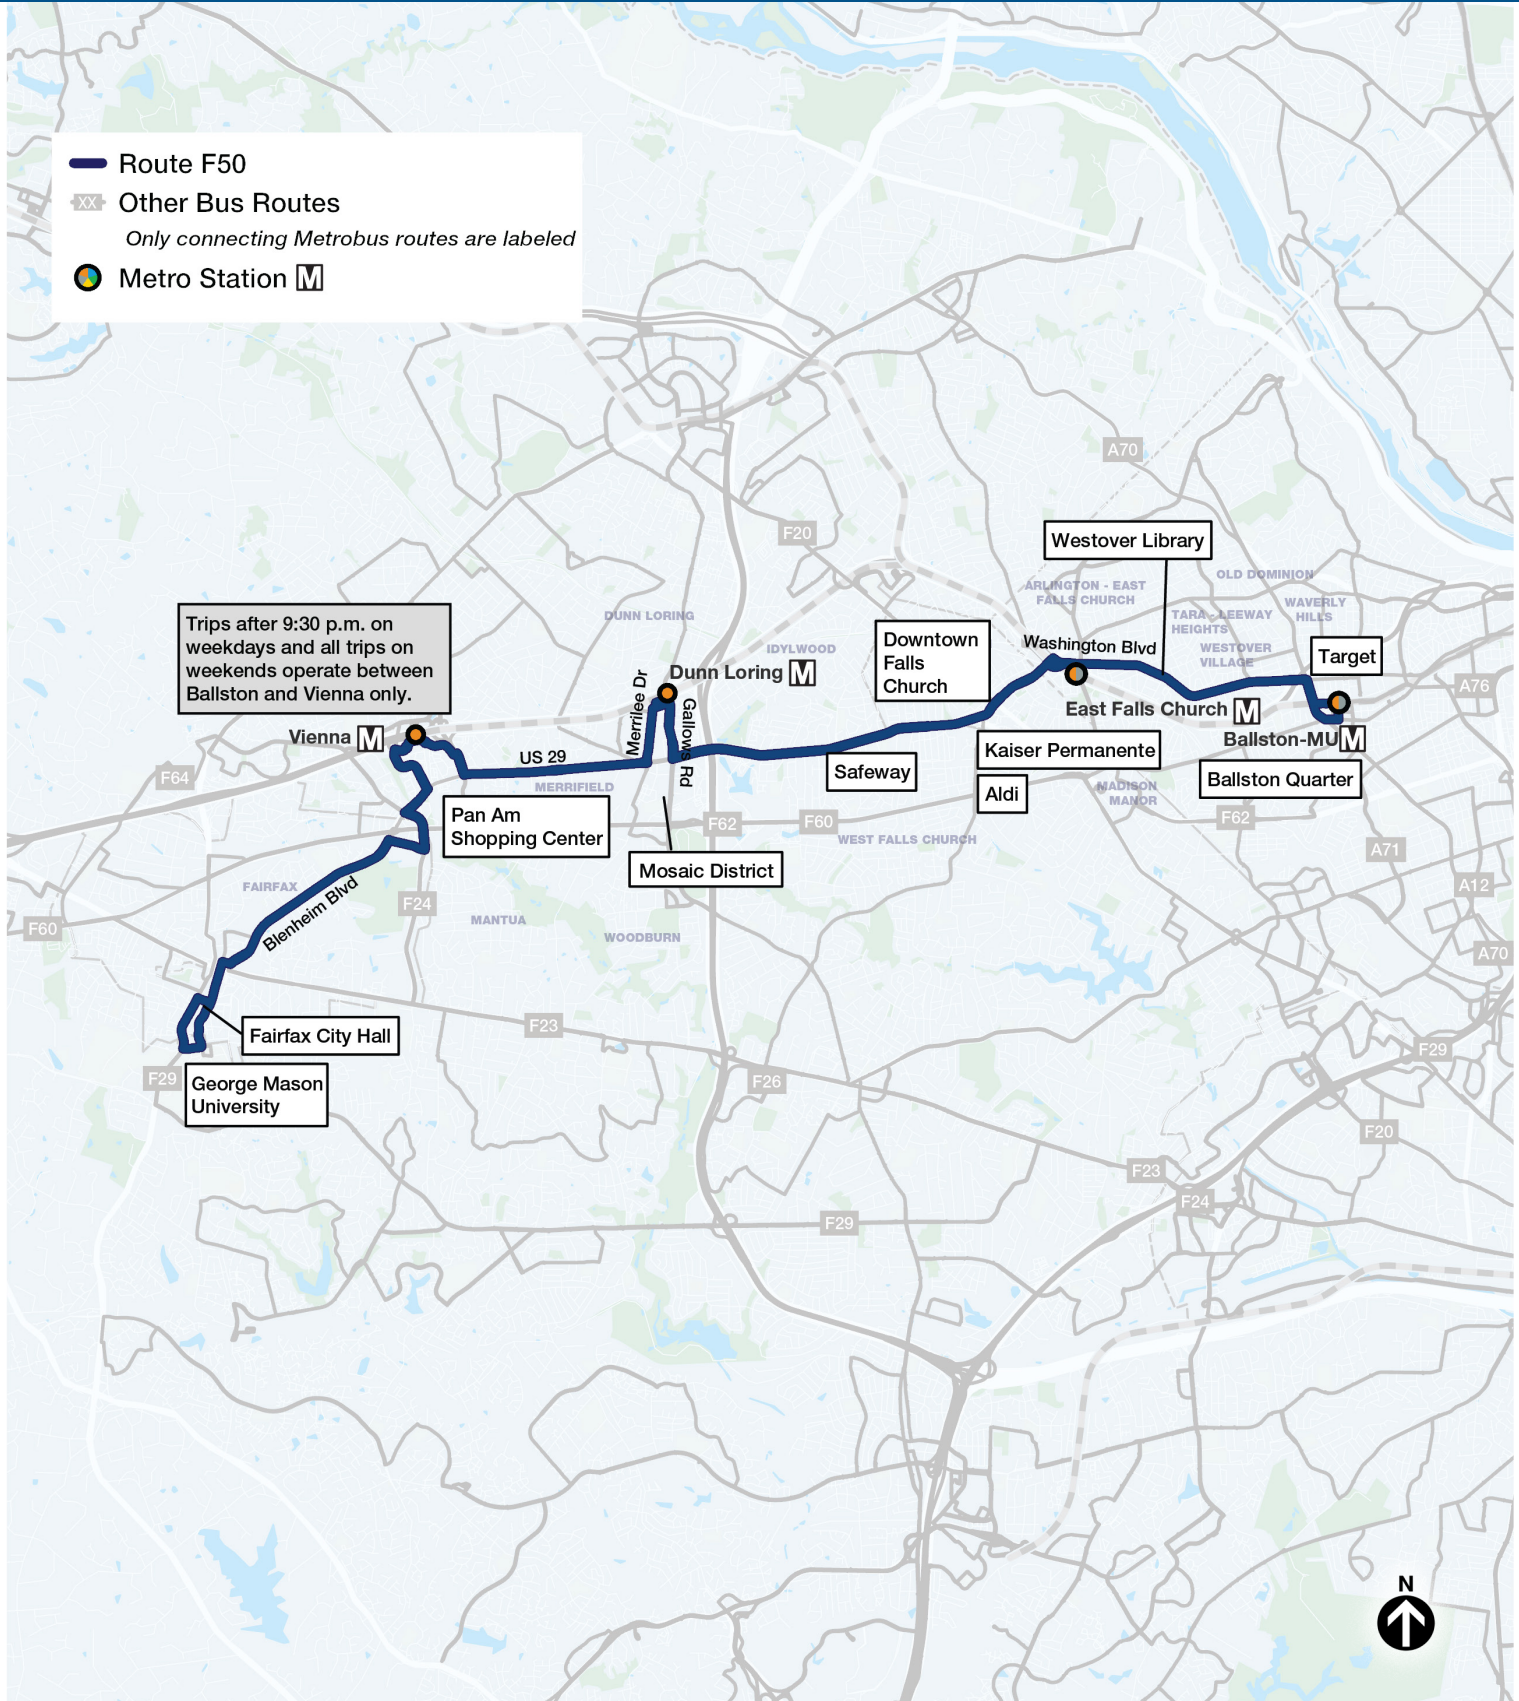 Route F50
XX
Other Bus Routes
Only connecting Metrobus routes are labeled
Metro Station M
A70
F20
Westover Library
ARLINGTON - EAST
FALLS CHURCH
OLD DOMINION
WAVERLY
HILLS
TARA - LEEWAY
HEIGHTS
WESTOVER
VILLAGE
DUNN LORING
IDYLWOOD
Trips after 9:30 p.m. on
weekdays and all trips on
weekends operate between
Ballston and Vienna only.
Downtown
Falls
Church
Washington Blvd
Target
Dunn Loring M
Merrilee Dr
Gallows Rd
A76
East Falls Church M
Vienna M
Ballston-MU M
US 29
Kaiser Permanente
Safeway
Ballston Quarter
F64
MERRIFIELD
Aldi
MADISON
MANOR
Pan Am
Shopping Center
F62
F60
F62
WEST FALLS CHURCH
A71
Mosaic District
FAIRFAX
Blenheim Blvd
F24
A12
MANTUA
F60
WOODBURN
A70
Fairfax City Hall
F23
F29
F29
George Mason
University
F26
F20
F23
F24
F29
N